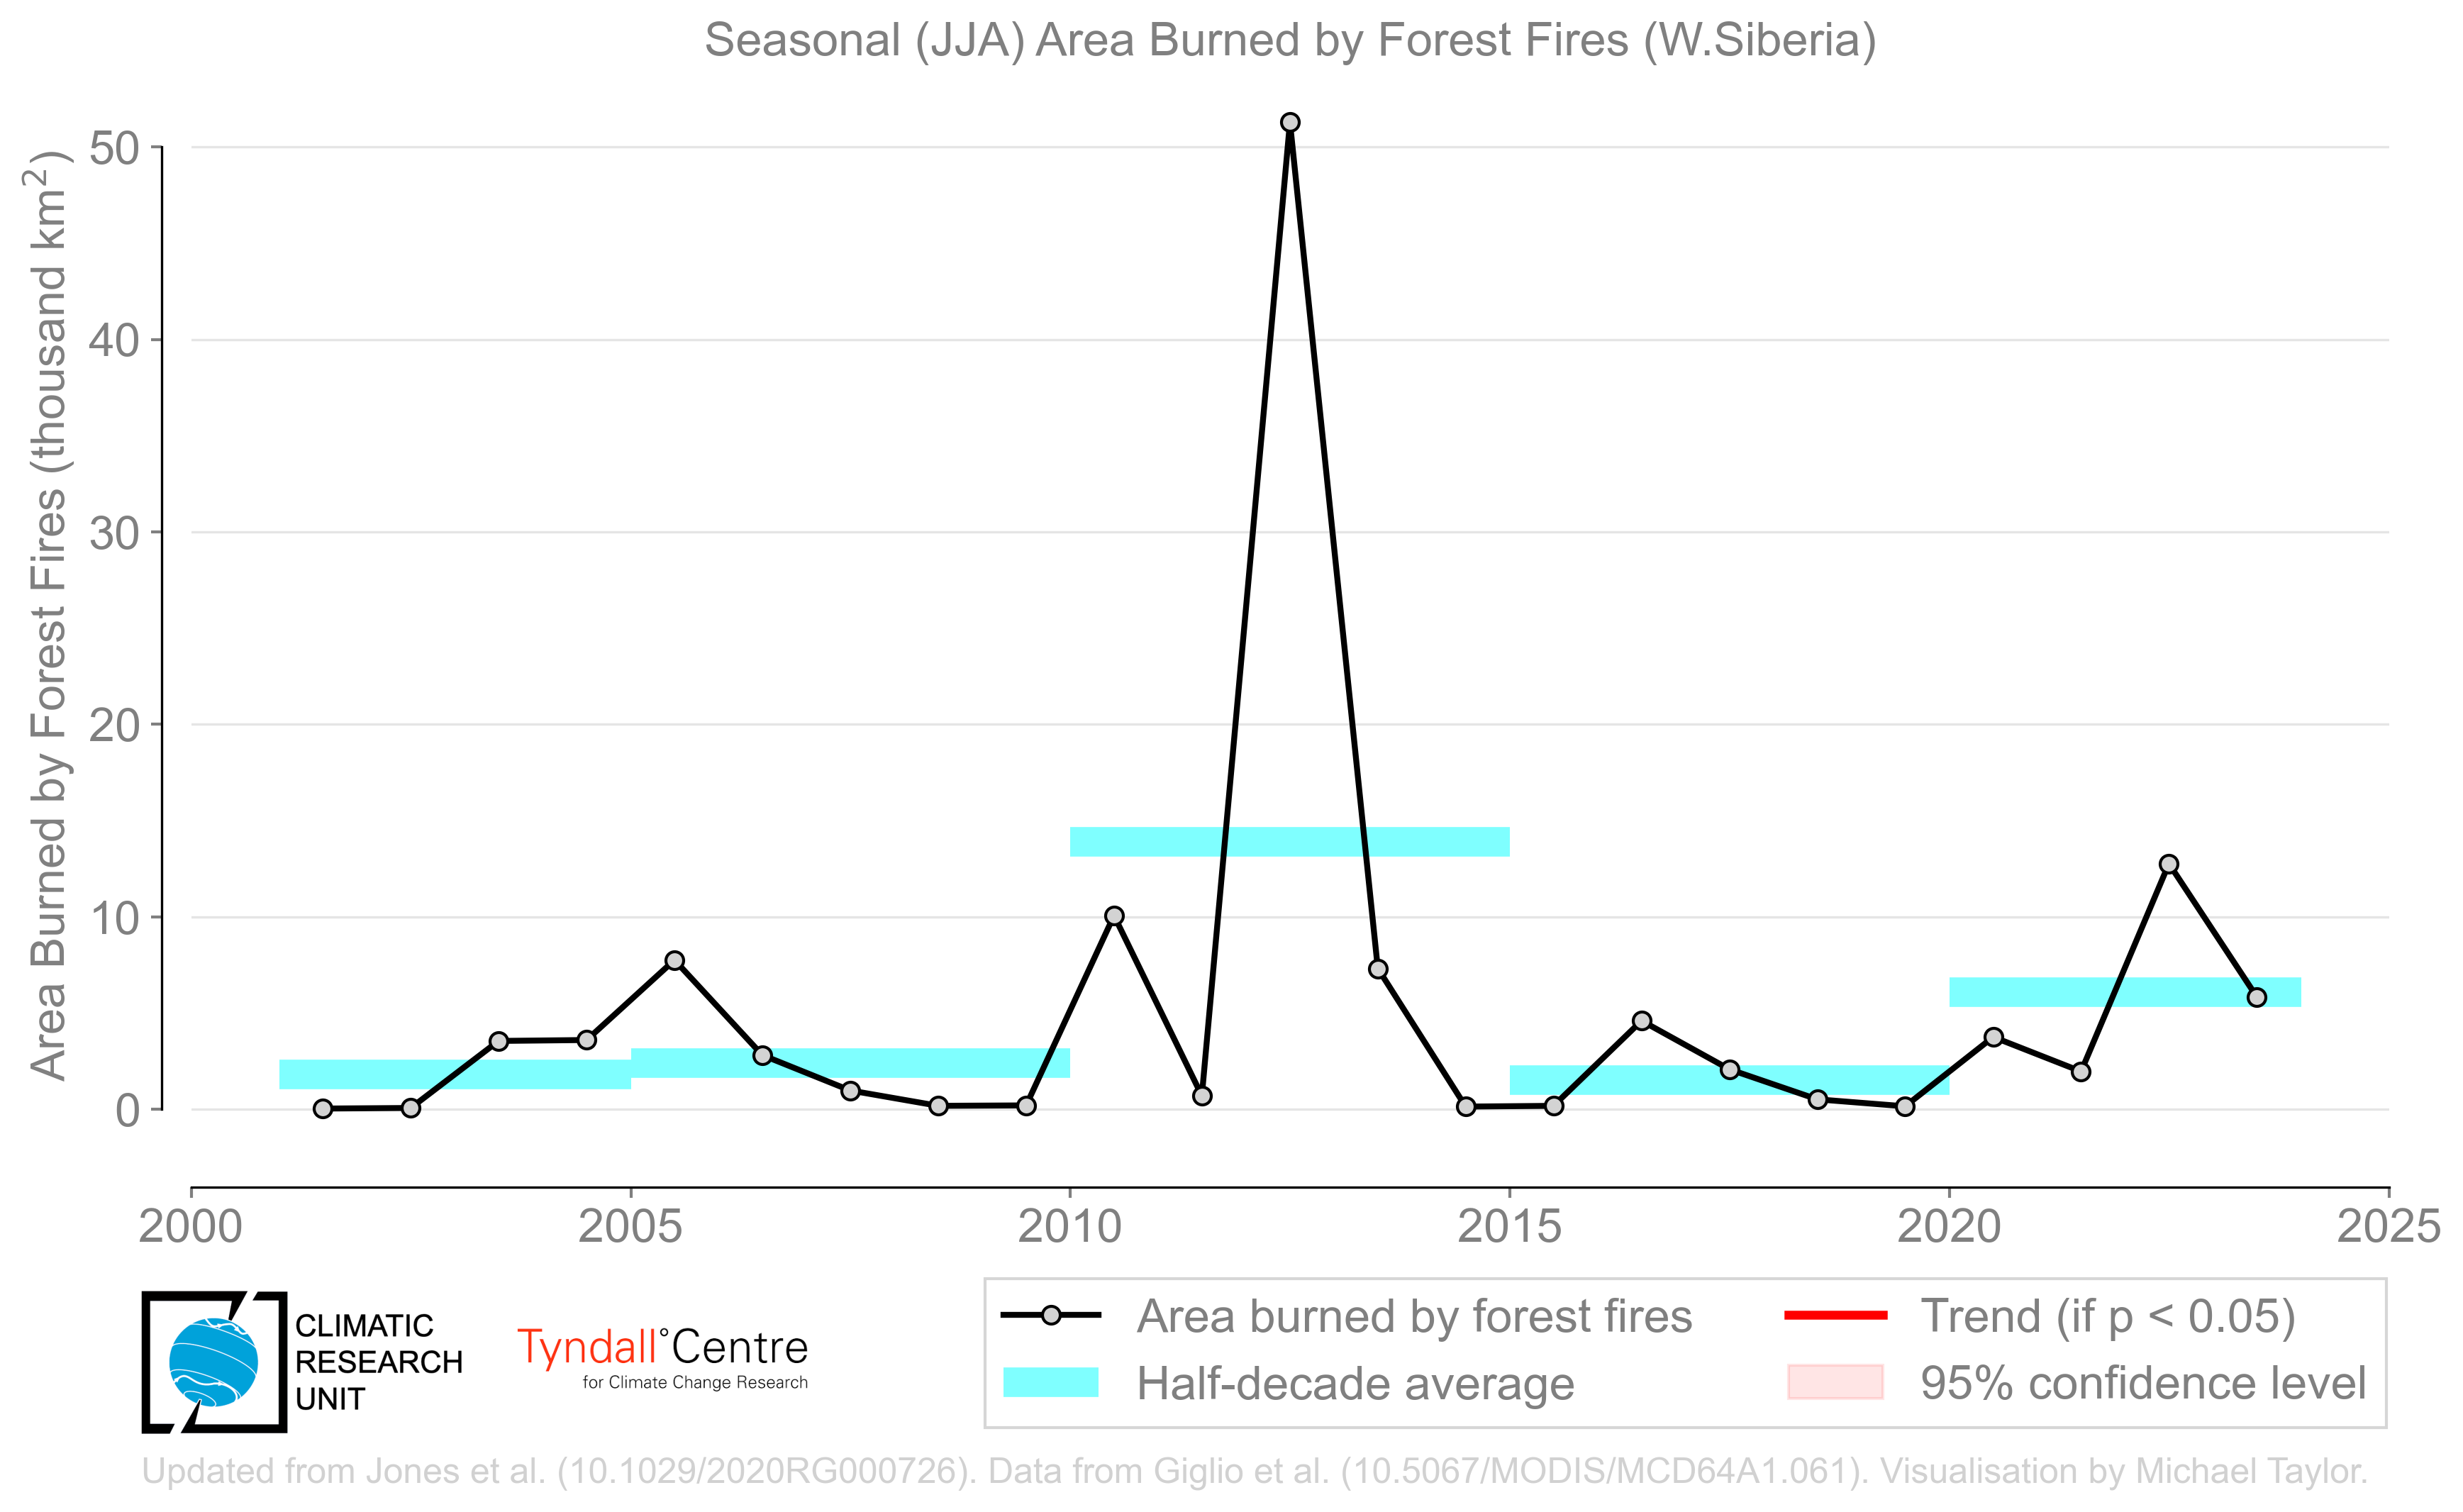 Seasonal (JJA) Area Burned by Forest Fires (W.Siberia)
Area Burned by Forest Fires (thousand km²)
50
40
30
20
10
0
2000 2005 2010 2015 2020 2025
CLIMATIC
RESEARCH
UNIT
Tyndall°Centre
for Climate Change Research
Area burned by forest fires
Half-decade average
Trend (if p < 0.05)
95% confidence level
Updated from Jones et al. (10.1029/2020RG000726). Data from Giglio et al. (10.5067/MODIS/MCD64A1.061). Visualisation by Michael Taylor.